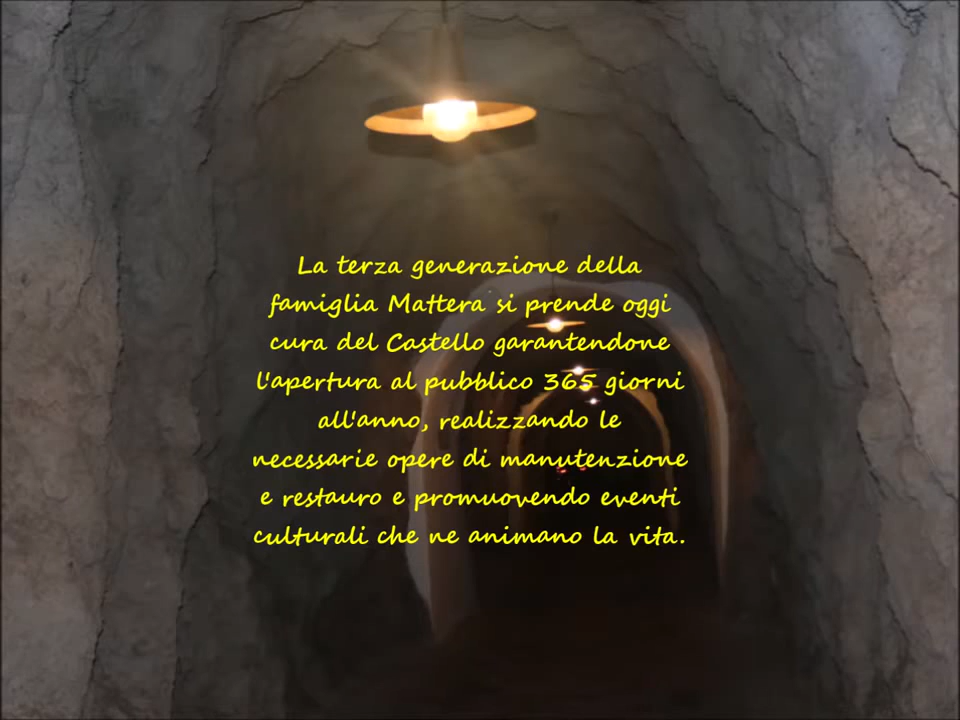 La terza generazione della
famiglia Mattera si prende oggi
cura del Castello garantendone
l'apertura al pubblico 365 giorni
all'anno, realizzando le
necessarie opere di manutenzione
e restauro e promuovendo eventi
culturali che ne animano la vita.